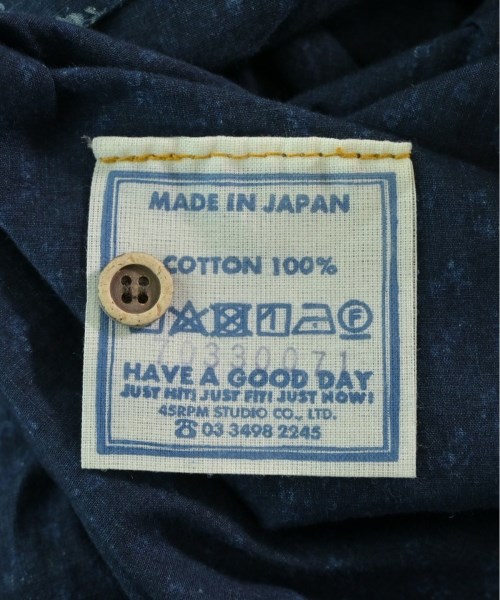 MADE IN JAPAN
COTTON 100%
70330071
HAVE A GOOD DAY
JUST HIT! JUST FIT! JUST NOW!
45RPM STUDIO CO., LTD.
☎ 03 3498 2245